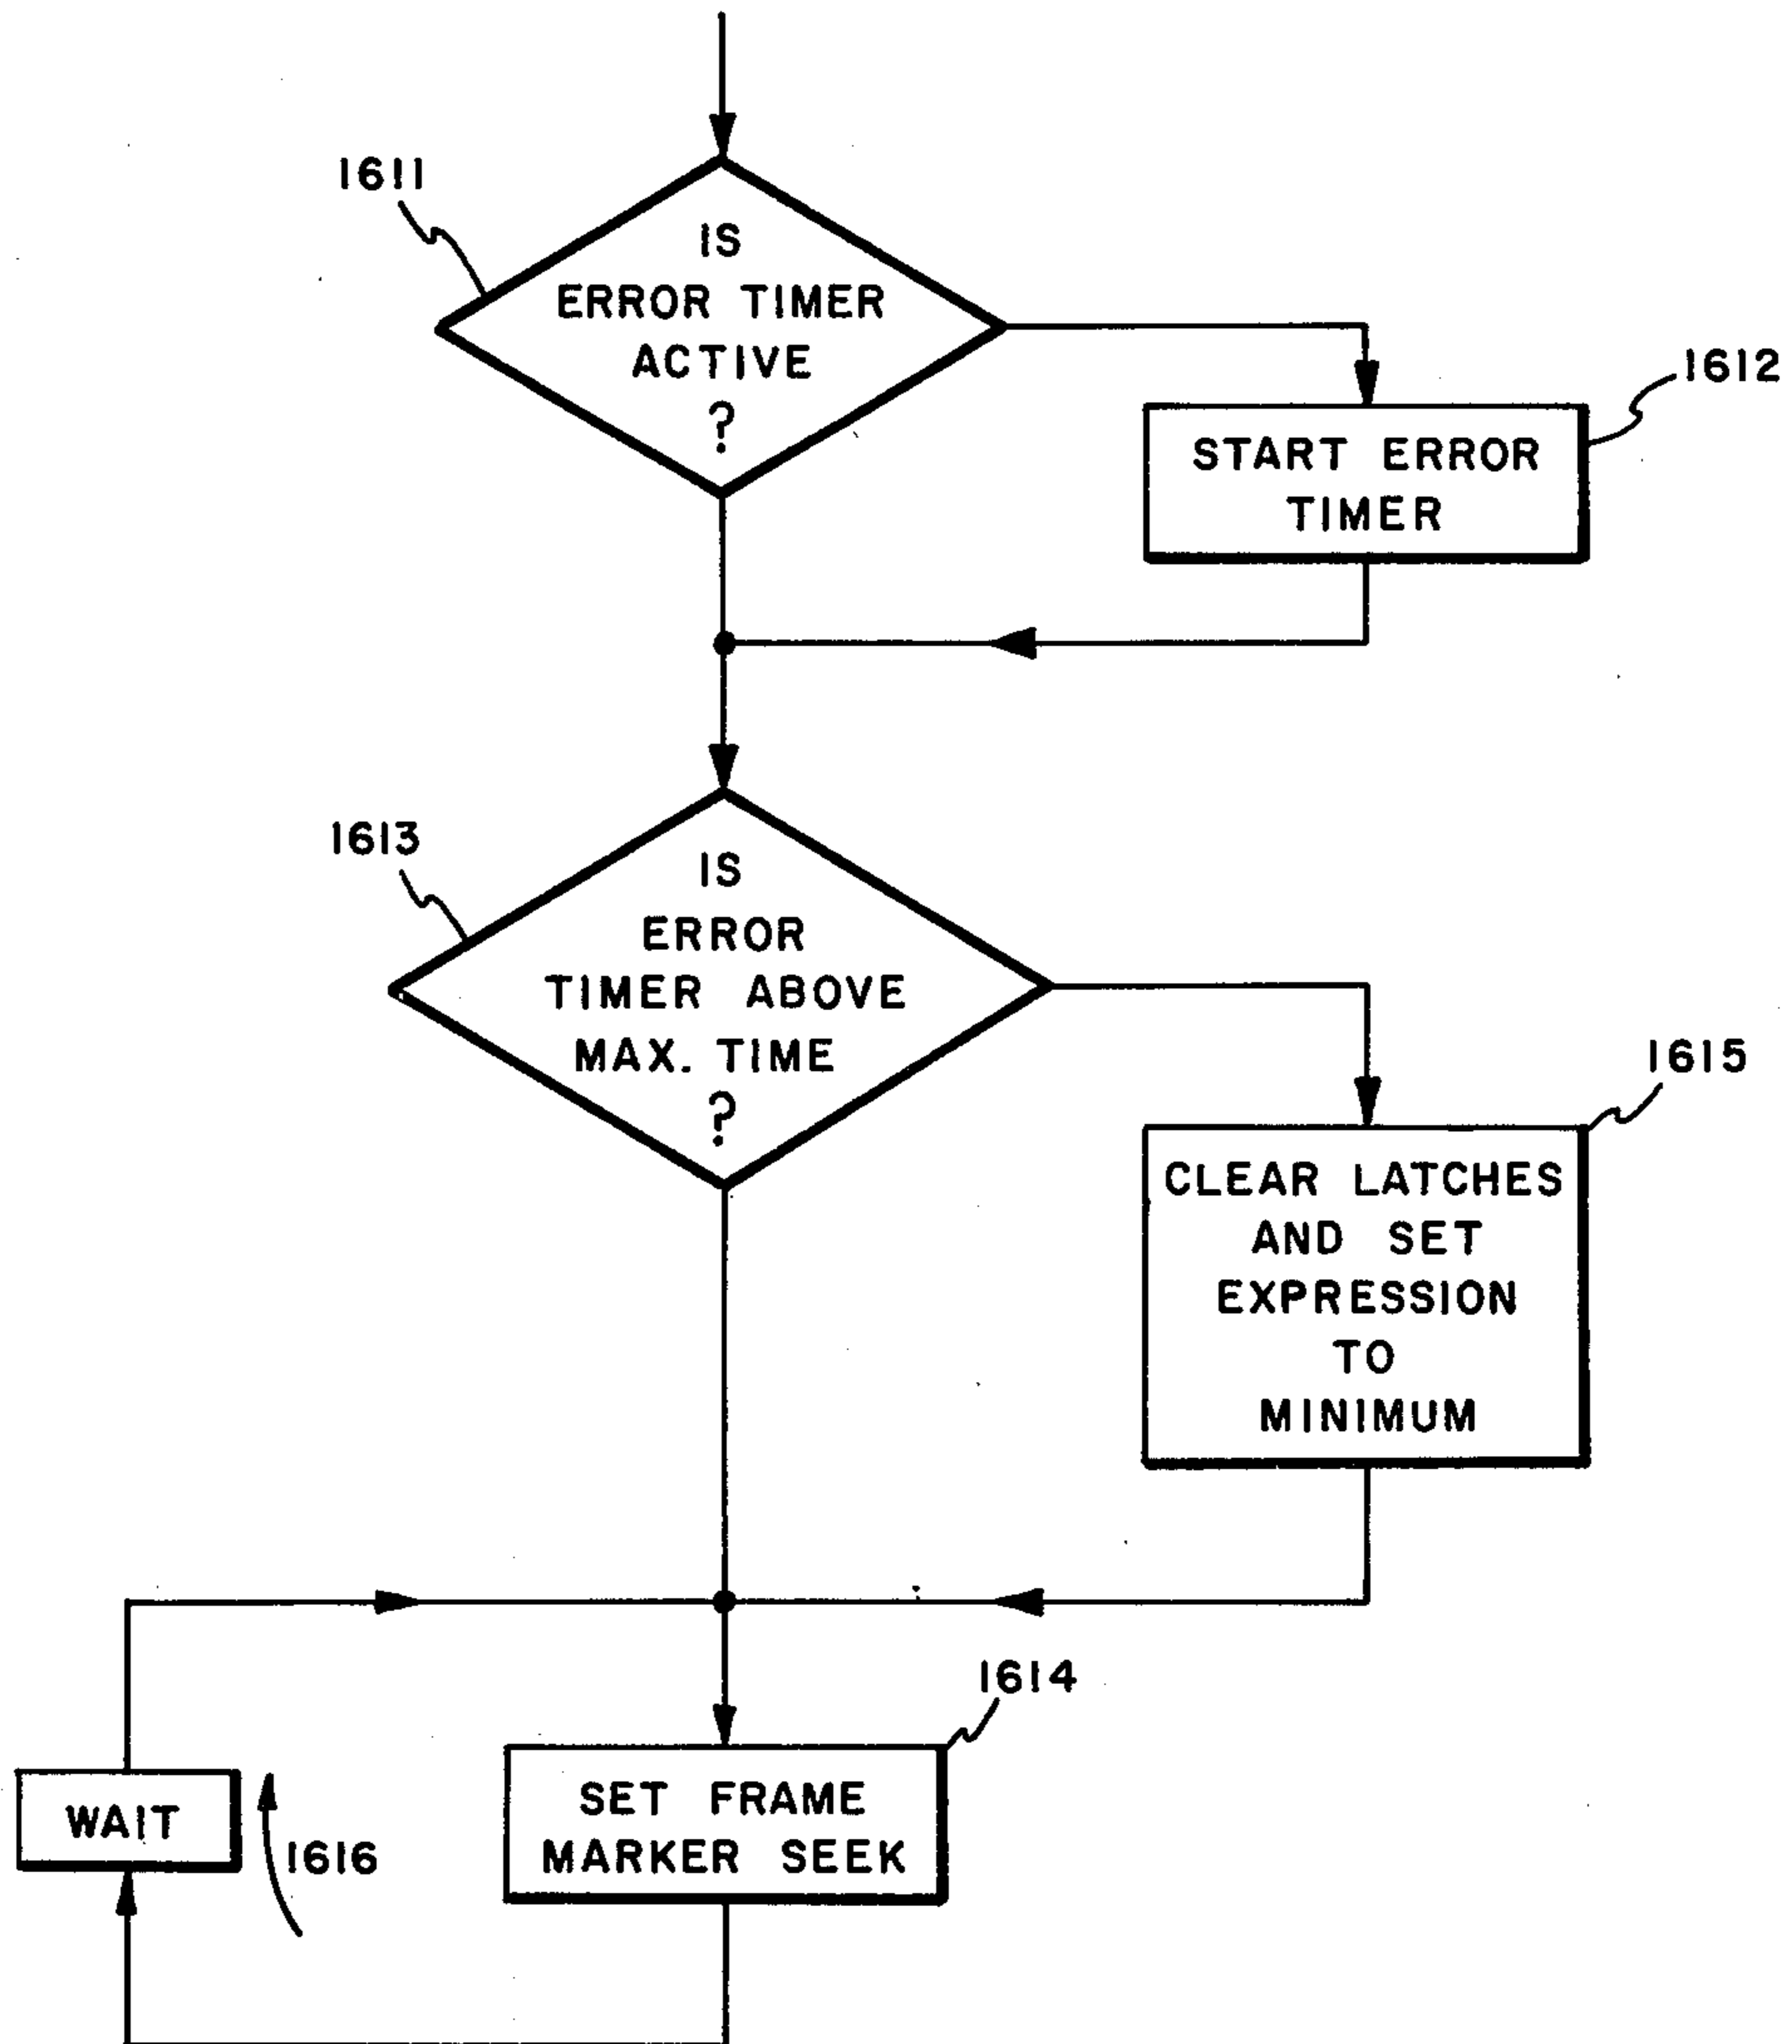 1611
IS
ERROR TIMER
ACTIVE
?
1612
START ERROR
TIMER
1613
IS
ERROR
TIMER ABOVE
MAX. TIME
?
1615
CLEAR LATCHES
AND SET
EXPRESSION
TO
MINIMUM
1614
SET FRAME
MARKER SEEK
WAIT
1616